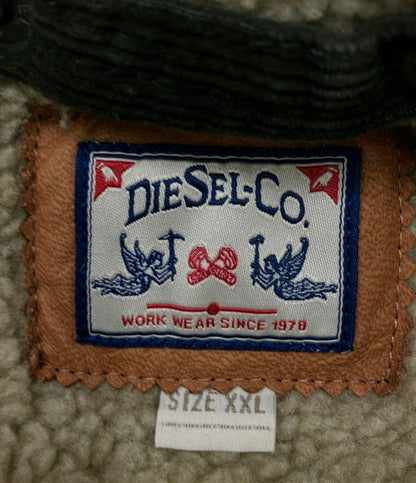 DIESEL-CO.
WORK WEAR SINCE 1978
SIZE XXL